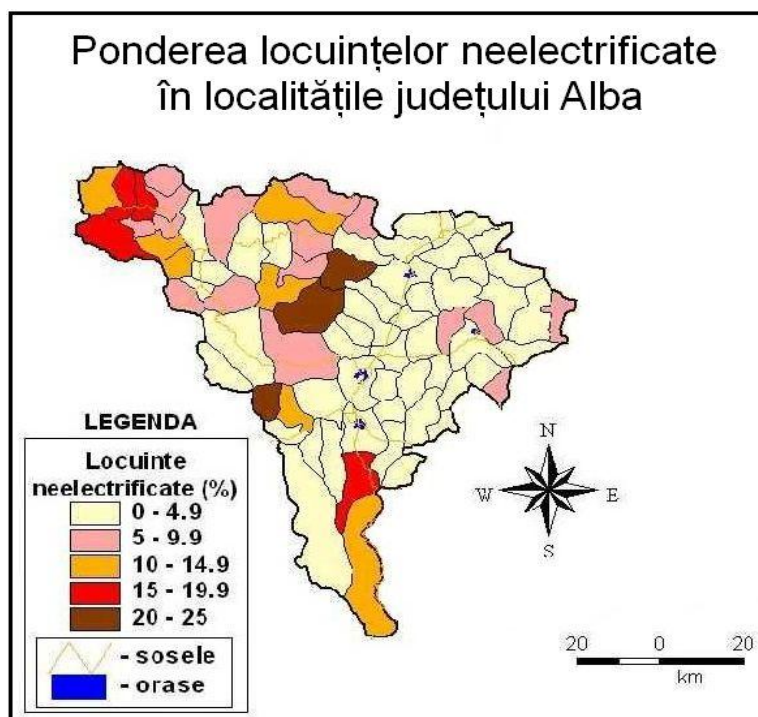 Ponderea locuințelor neelectrificate
în localitățile județului Alba
LEGENDA
Locuinte
neelectrificate (%)
0 - 4.9
5 - 9.9
10 - 14.9
15 - 19.9
20 - 25
- sosele
- orase
N
W E
S
20 0 20
km